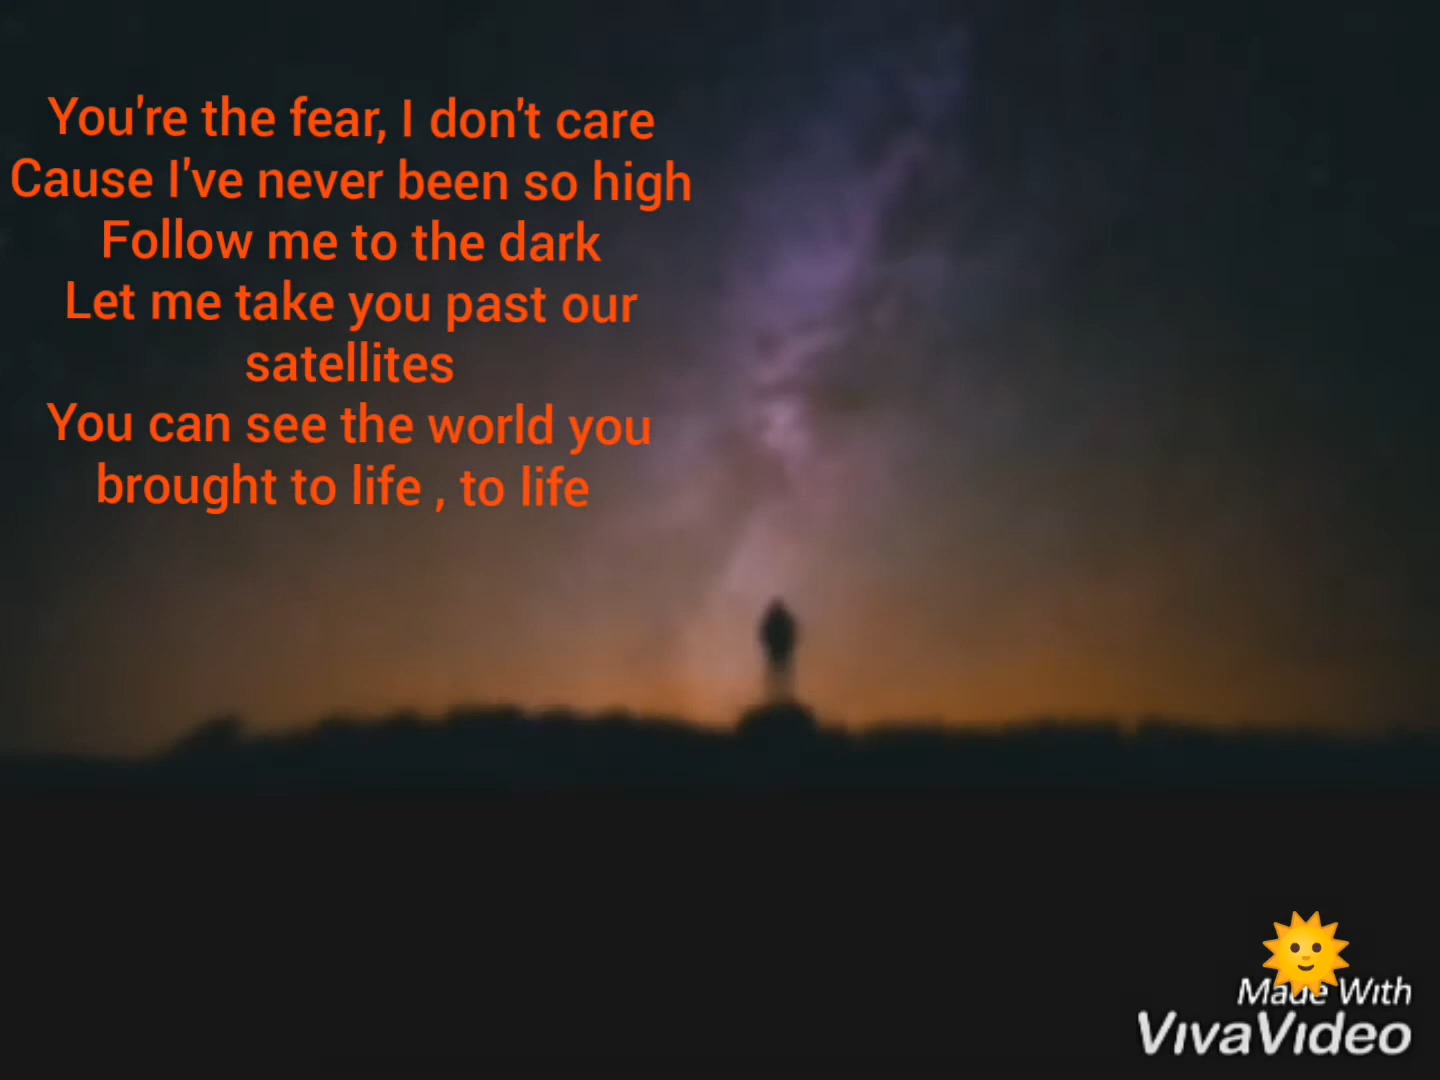 You're the fear, I don't care
Cause I've never been so high
Follow me to the dark
Let me take you past our
satellites
You can see the world you
brought to life , to life
Made With
VivaVideo